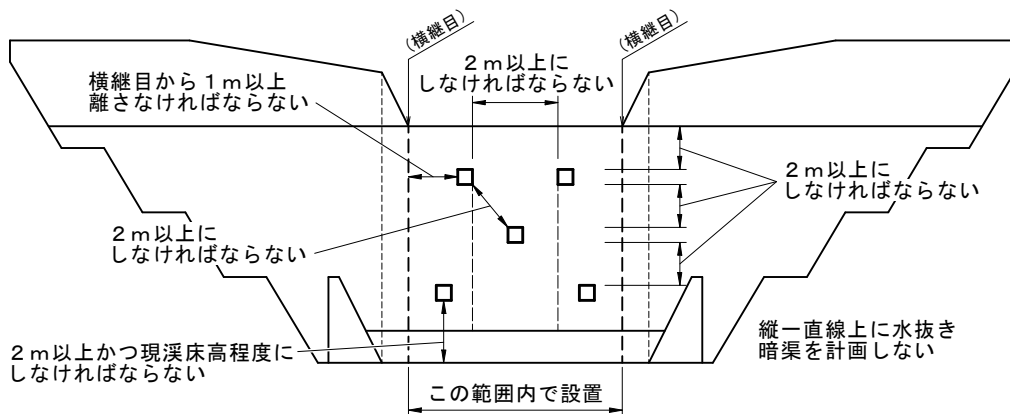 (横継目)
(横継目)
2m以上に
しなければならない
横継目から1m以上
離さなければならない
2m以上に
しなければならない
2m以上に
しなければならない
縦一直線上に水抜き
暗渠を計画しない
2m以上かつ現渓床高程度に
しなければならない
この範囲内で設置